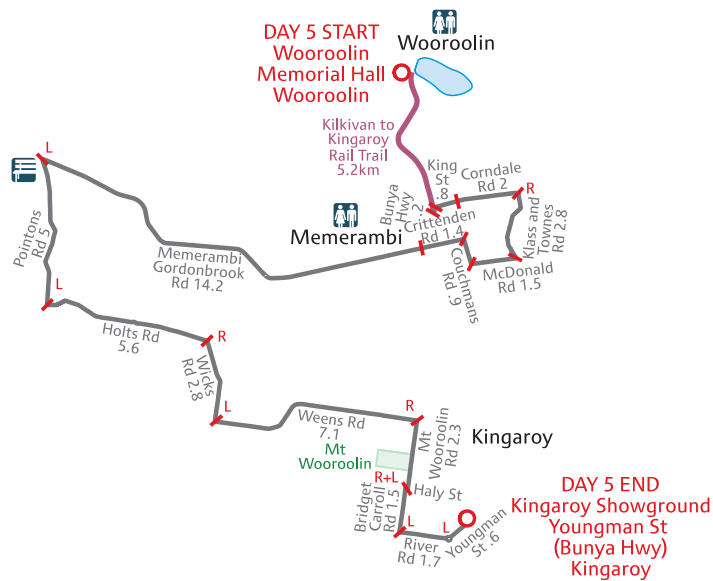 DAY 5 START
Wooroolin
Memorial Hall
Wooroolin
Wooroolin
Kilkivan to
Kingaroy
Rail Trail
5.2km
King
St .8
Corndale
Rd 2
R
Bunya
Hwy .2
Crittenden
Rd 1.4
Klass and
Townes
Rd 2.8
McDonald
Rd 1.5
Couchmans
Rd .9
Memerambi
Memerambi
Gordonbrook
Rd 14.2
L
Pointons
Rd 5
L
Holts Rd
5.6
R
Wicks
Rd 2.8
L
Weens Rd
7.1
R
Mt
Wooroolin
Rd 2.3
Kingaroy
Mt
Wooroolin
R+L
Haly St
Bridget
Carroll
Rd 1.5
L
River
Rd 1.7
L
Youngman
St .6
DAY 5 END
Kingaroy Showground
Youngman St
(Bunya Hwy)
Kingaroy